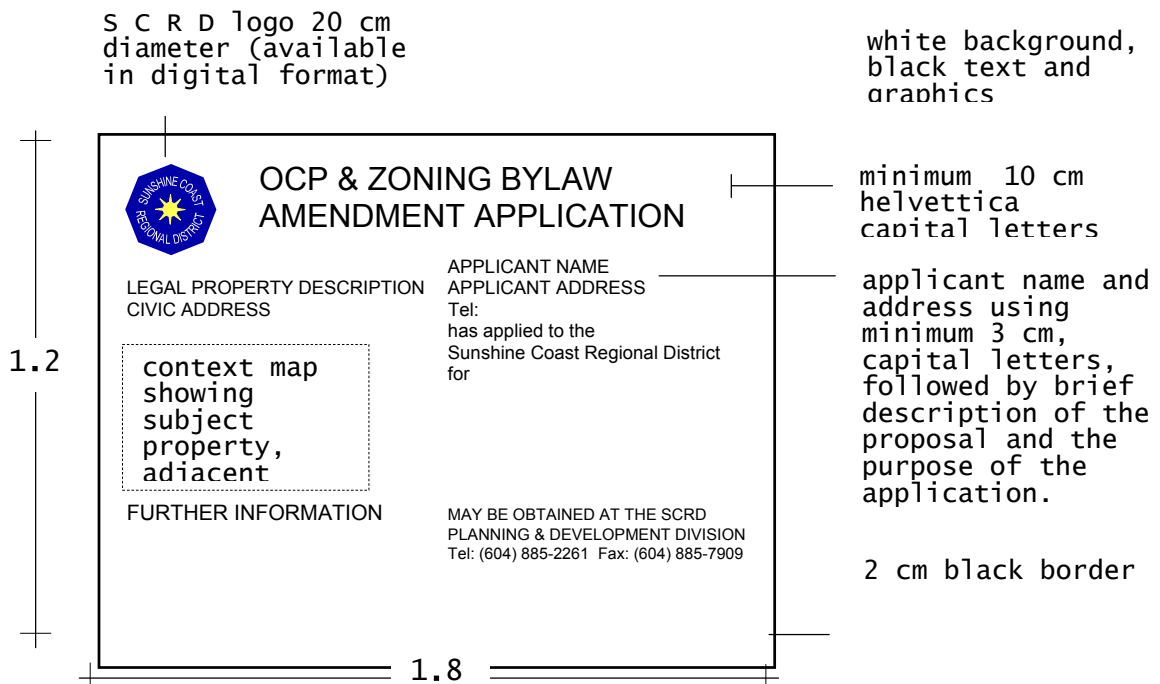 S C R D logo 20 cm
diameter (available
in digital format)
white background,
black text and
graphics
SUNSHINE COAST
REGIONAL DISTRICT
OCP & ZONING BYLAW
AMENDMENT APPLICATION
minimum 10 cm
helvettica
capital letters
LEGAL PROPERTY DESCRIPTION
CIVIC ADDRESS
APPLICANT NAME
APPLICANT ADDRESS
Tel:
has applied to the
Sunshine Coast Regional District
for
applicant name and
address using
minimum 3 cm,
capital letters,
followed by brief
description of the
proposal and the
purpose of the
application.
1.2
context map
showing
subject
property,
adjacent
FURTHER INFORMATION
MAY BE OBTAINED AT THE SCRD
PLANNING & DEVELOPMENT DIVISION
Tel: (604) 885-2261 Fax: (604) 885-7909
2 cm black border
1.8